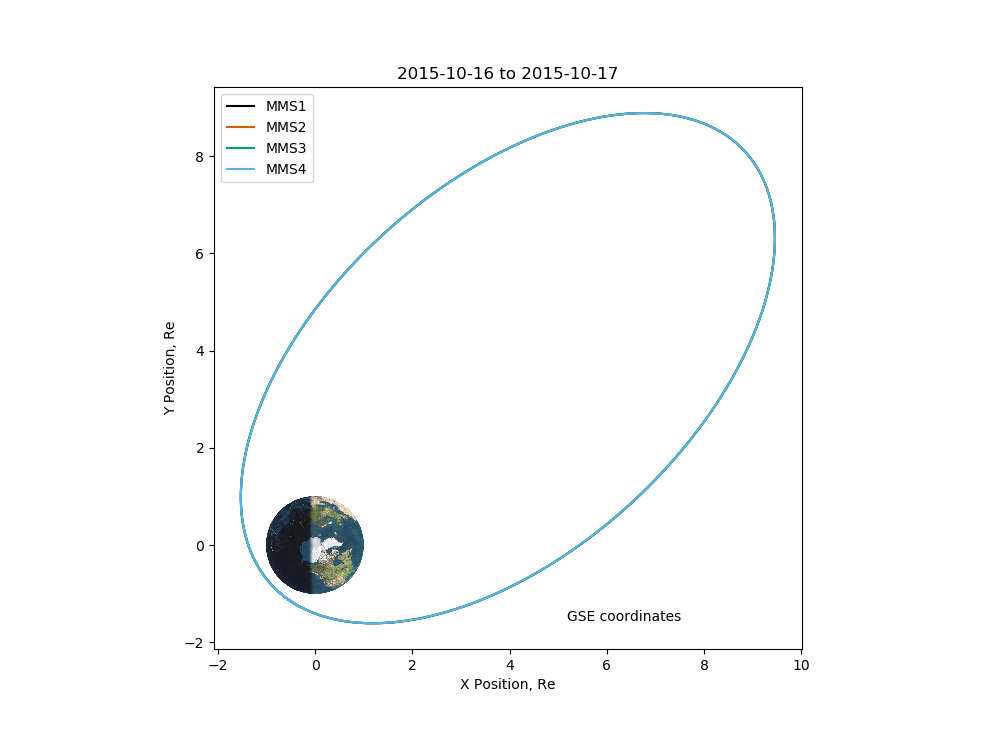 2015-10-16 to 2015-10-17
MMS1
MMS2
MMS3
MMS4
Y Position, Re
8
6
4
2
0
−2
GSE coordinates
−2 0 2 4 6 8 10
X Position, Re